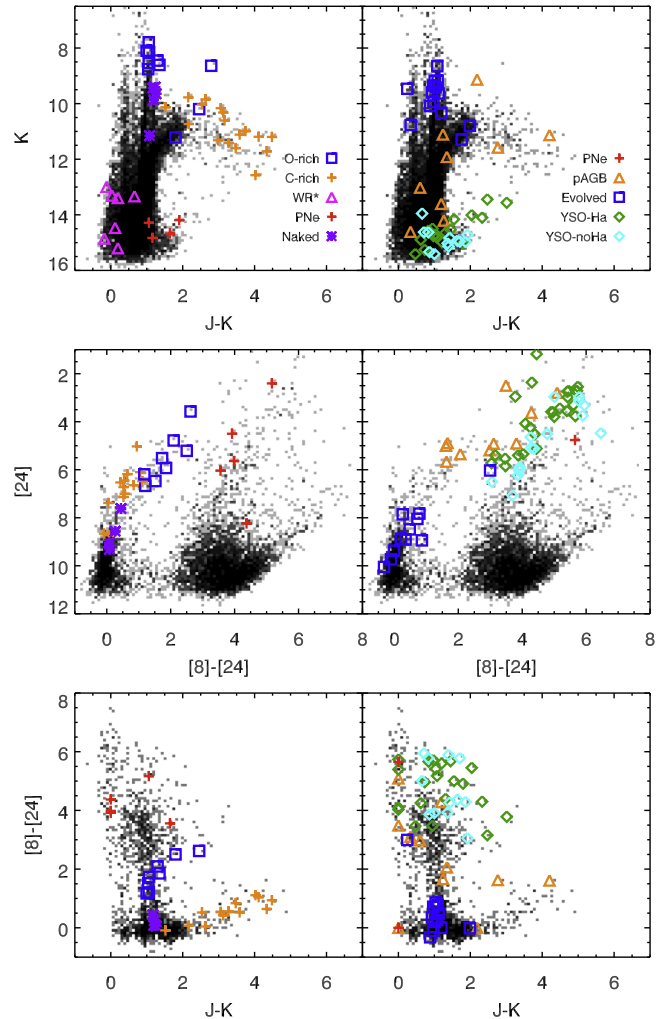 8
10
12
14
16
K
O-rich
C-rich
WR*
PNe
Naked
PNe
pAGB
Evolved
YSO-Ha
YSO-noHa
0 2 4 6
0 2 4 6
J-K
J-K
2
4
6
8
10
12
[24]
0 2 4 6 8
0 2 4 6 8
[8]-[24]
[8]-[24]
8
6
4
2
0
[8]-[24]
0 2 4 6
0 2 4 6
J-K
J-K